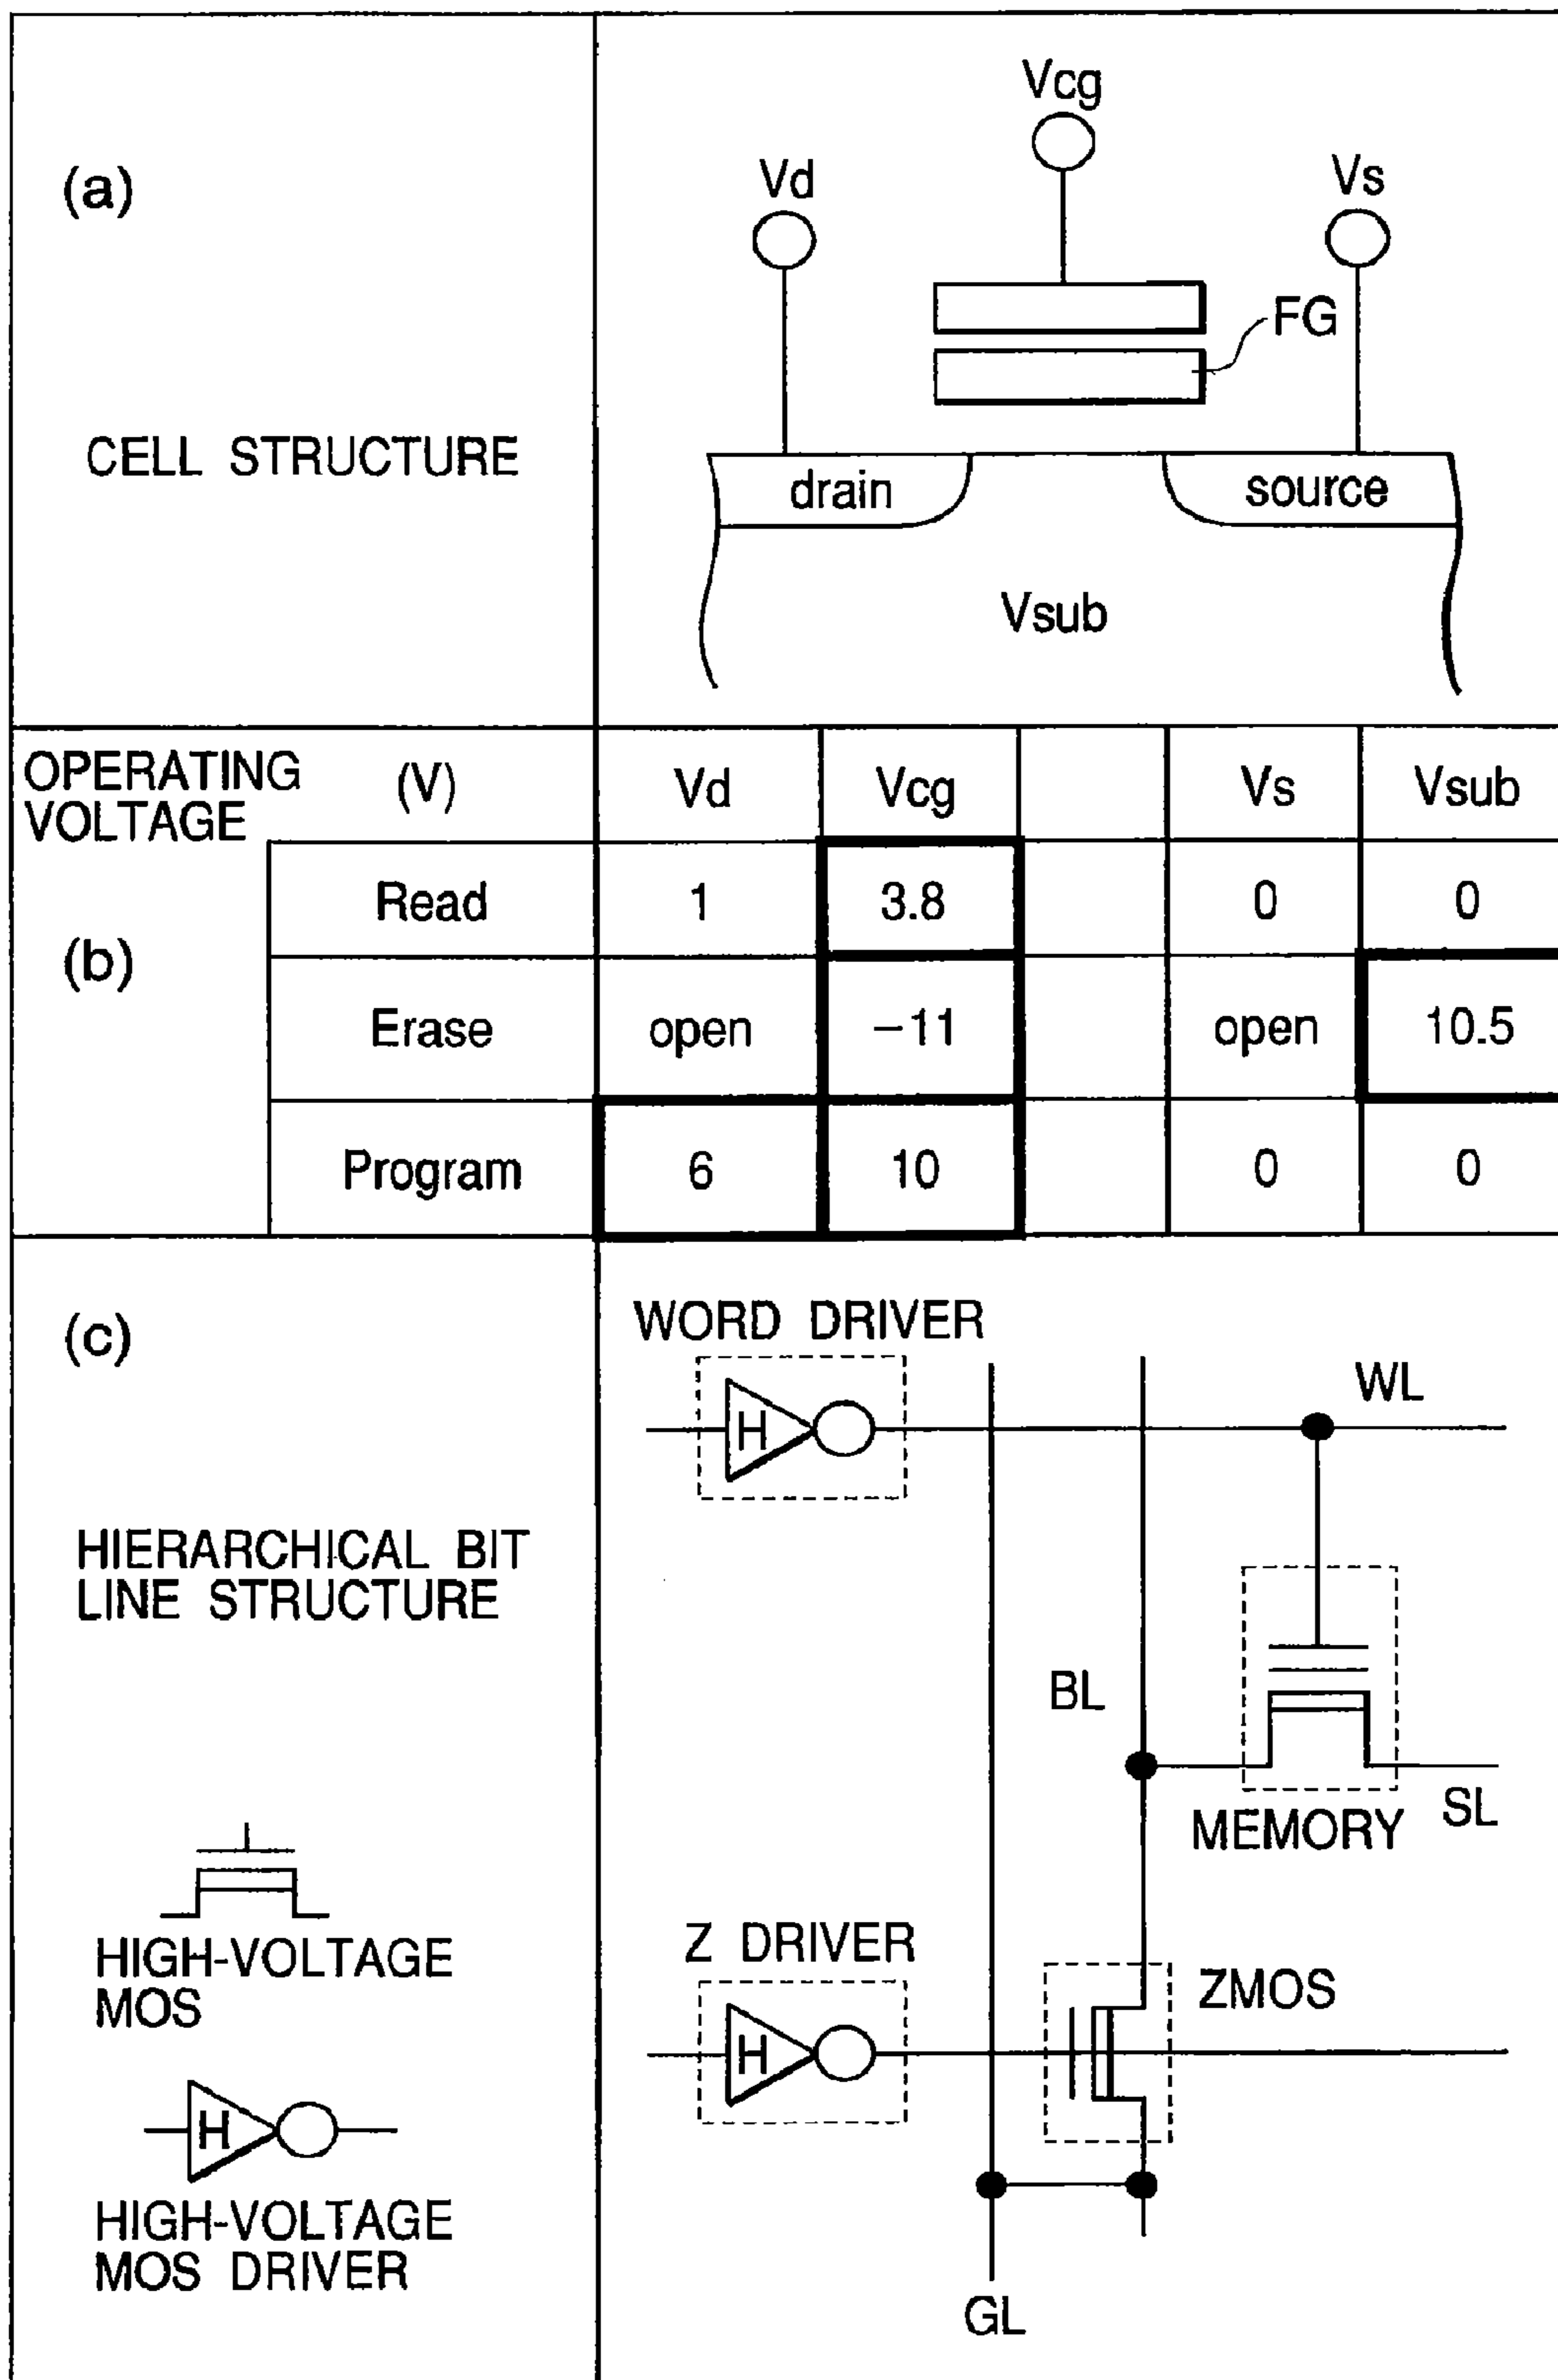 (a)
CELL STRUCTURE
Vcg
Vd
Vs
FG
drain
source
Vsub
OPERATING
VOLTAGE
(V)
Vd Vcg Vs Vsub
(b)
Read 1 3.8 0 0
Erase open −11 open 10.5
Program 6 10 0 0
(c)
HIERARCHICAL BIT
LINE STRUCTURE
HIGH-VOLTAGE
MOS
H
HIGH-VOLTAGE
MOS DRIVER
WORD DRIVER
H
WL
BL
MEMORY
SL
Z DRIVER
H
ZMOS
GL